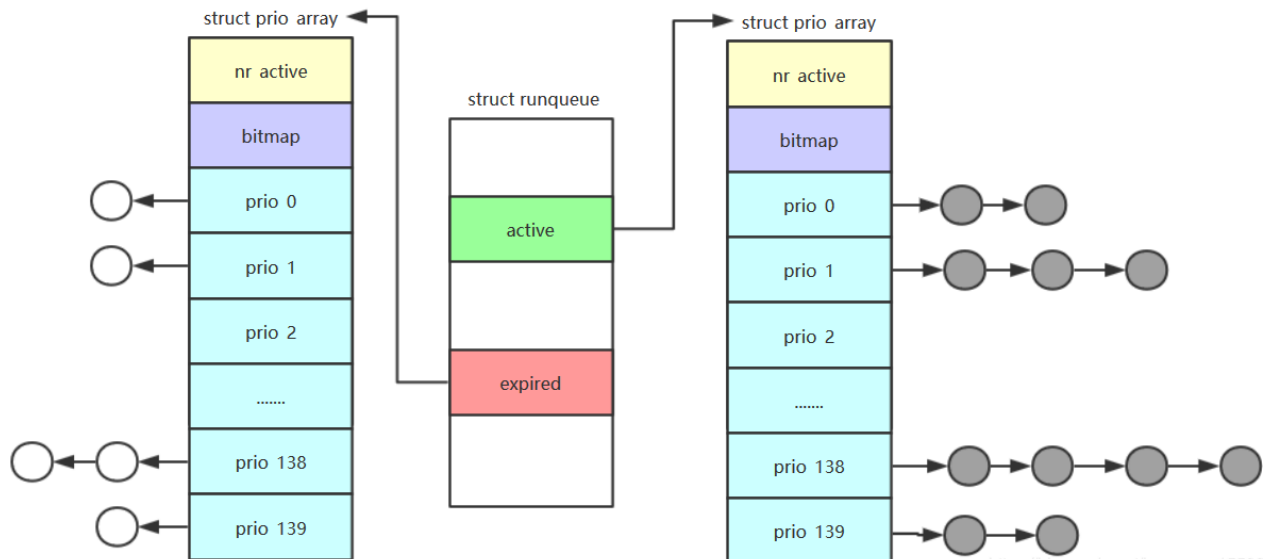 struct prio array
nr active
bitmap
prio 0
prio 1
prio 2
.......
prio 138
prio 139
struct runqueue
active
expired
struct prio array
nr active
bitmap
prio 0
prio 1
prio 2
.......
prio 138
prio 139